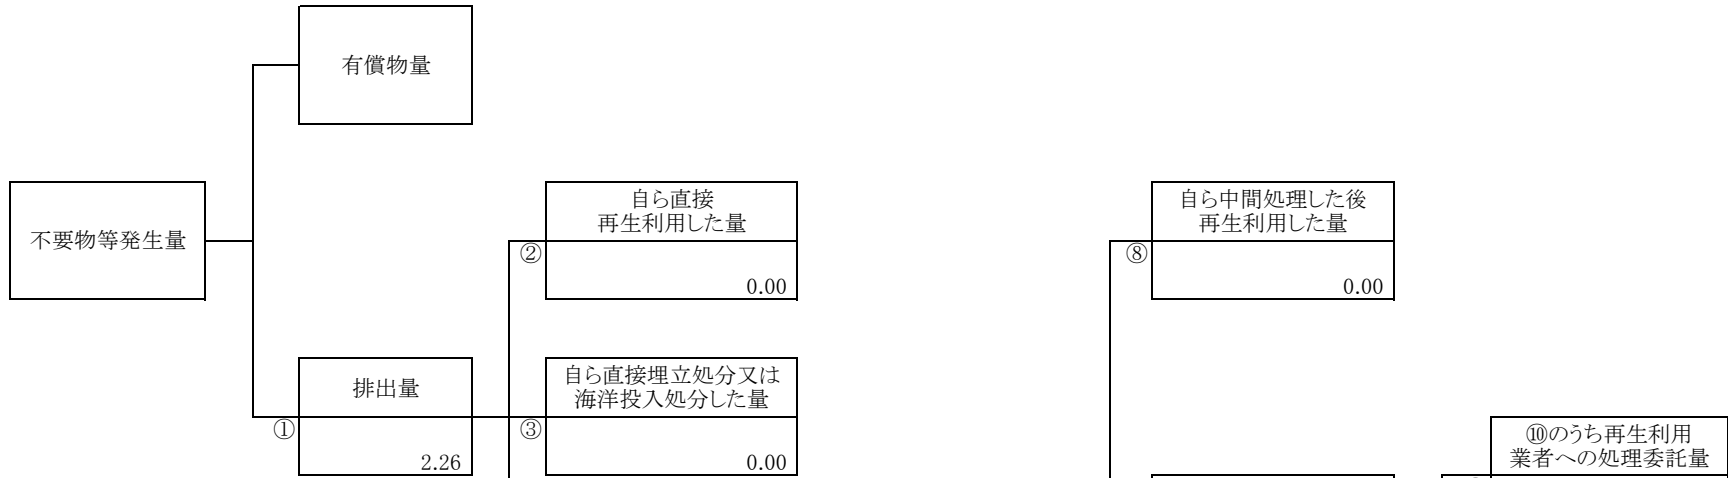 有償物量
不要物等発生量
自ら直接
再生利用した量
②
0.00
自ら中間処理した後
再生利用した量
⑧
0.00
排出量
①
2.26
自ら直接埋立処分又は
海洋投入処分した量
③
0.00
⑩のうち再生利用
業者への処理委託量